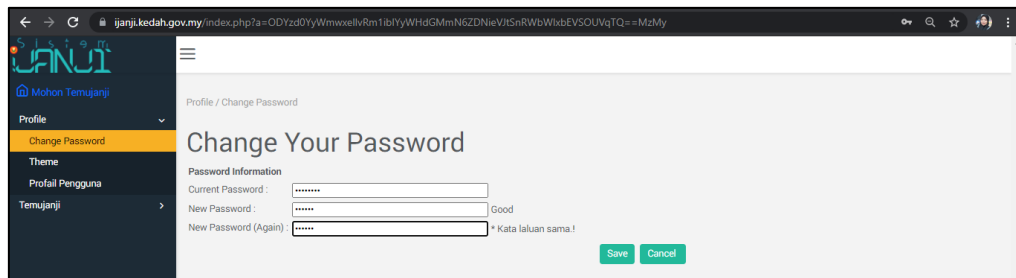 ijanji.kedah.gov.my/index.php?a=ODYzd0YyWmwxellvRm1iblYyWHdGMmN6ZDNieVJtSnRWbWlxbEVSOUVqTQ==MzMy
Sistem
iJANJI
Mohon Temujanji
Profile
Change Password
Theme
Profail Pengguna
Temujanji
Profile / Change Password
Change Your Password
Password Information
Current Password : ••••••••
New Password : •••••• Good
New Password (Again) : •••••• * Kata laluan sama.!
Save Cancel